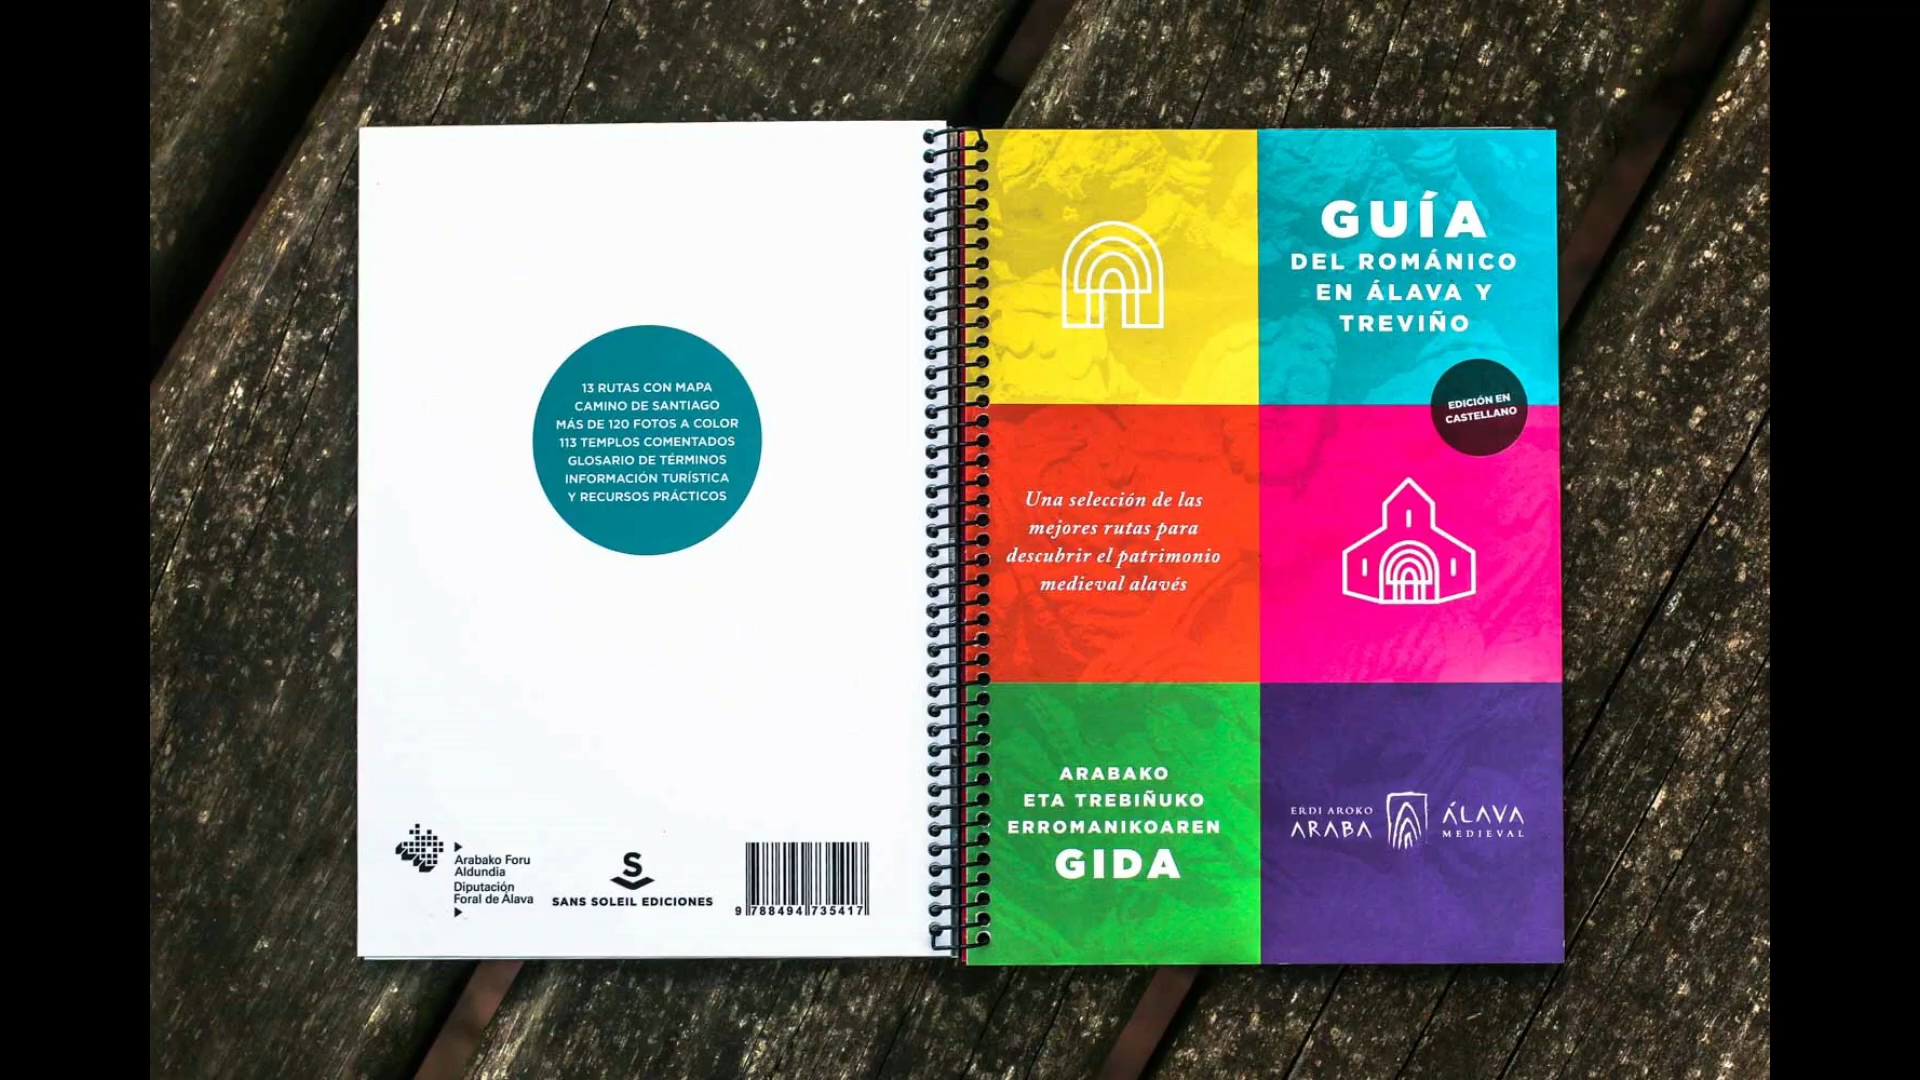 13 RUTAS CON MAPA
CAMINO DE SANTIAGO
MÁS DE 120 FOTOS A COLOR
113 TEMPLOS COMENTADOS
GLOSARIO DE TÉRMINOS
INFORMACIÓN TURÍSTICA
Y RECURSOS PRÁCTICOS
Arabako Foru
Aldundia
Diputación
Foral de Álava
S
SANS SOLEIL EDICIONES
9 788494 735417
GUÍA
DEL ROMÁNICO
EN ÁLAVA Y
TREVIÑO
EDICIÓN EN
CASTELLANO
Una selección de las
mejores rutas para
descubrir el patrimonio
medieval alavés
ARABAKO
ETA TREBIÑUKO
ERROMANIKOAREN
GIDA
ERDI AROKO
ARABA
ÁLAVA
MEDIEVAL